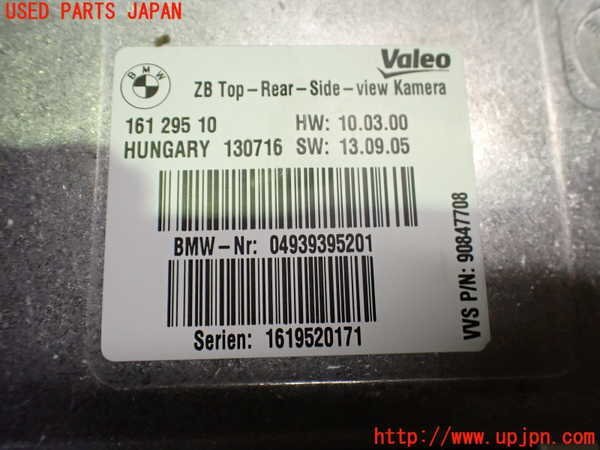 USED PARTS JAPAN
BMW
Valeo
ZB Top-Rear-Side-view Kamera
161 295 10 HW: 10.03.00
HUNGARY 130716 SW: 13.09.05
BMW-Nr: 04939395201
Serien: 1619520171
VVS P/N: 90847708
http://www.upjpn.com/